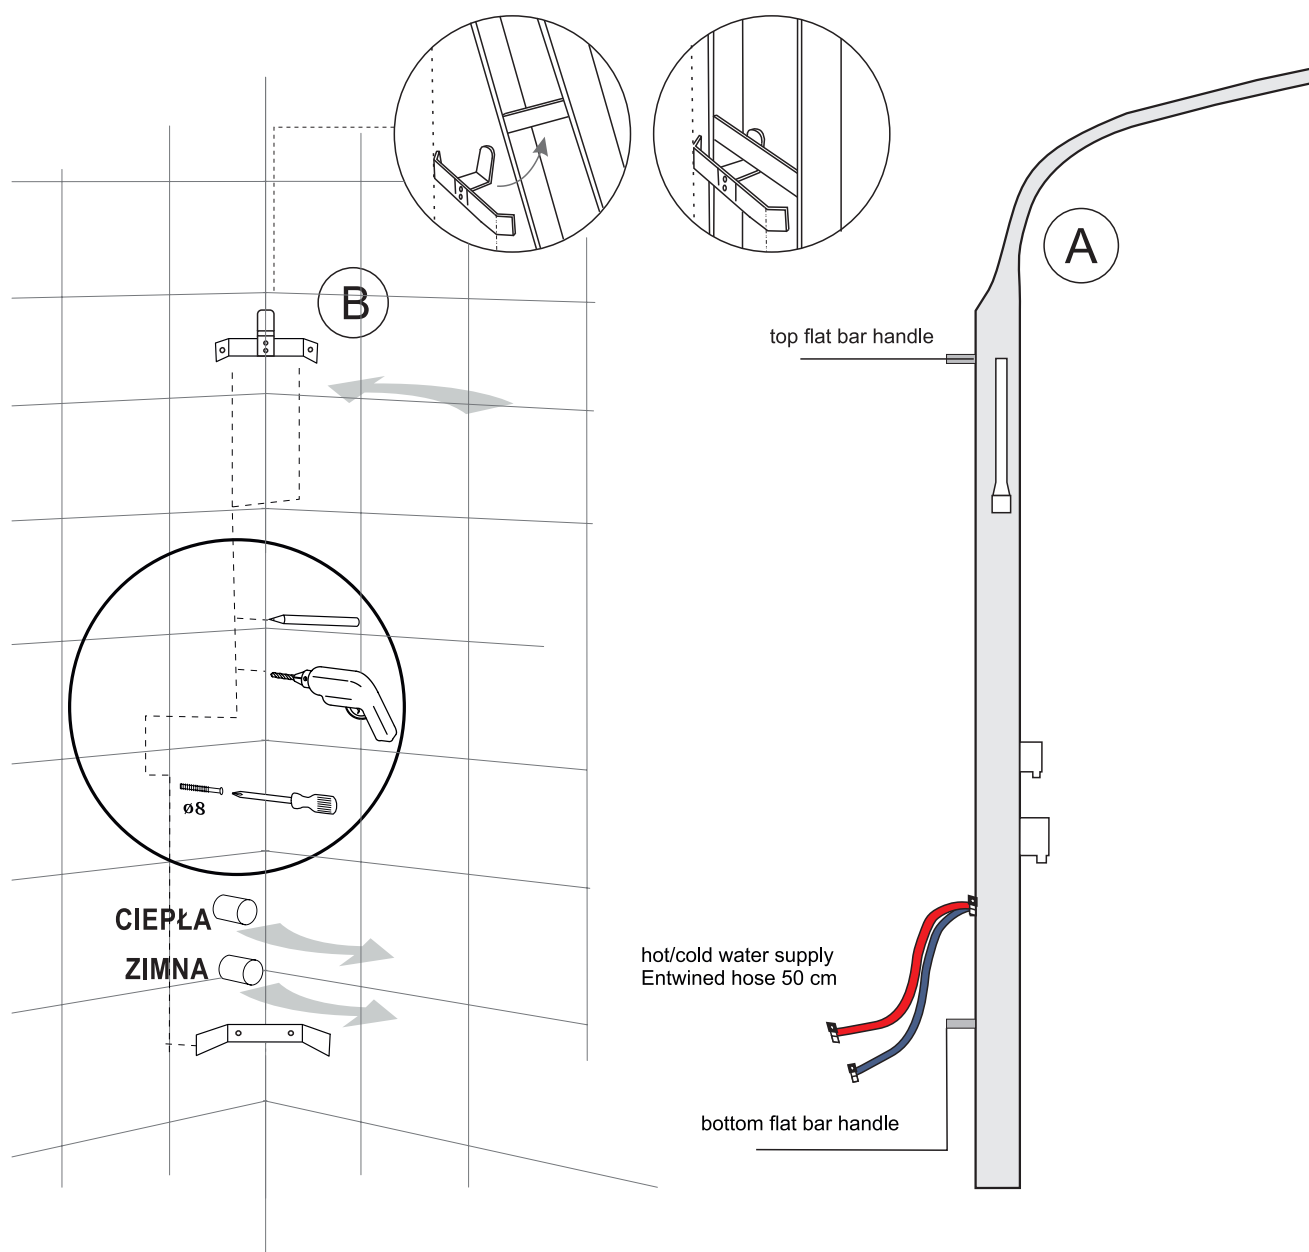 A
B
top flat bar handle
ø8
CIEPŁA
ZIMNA
hot/cold water supply
Entwined hose 50 cm
bottom flat bar handle